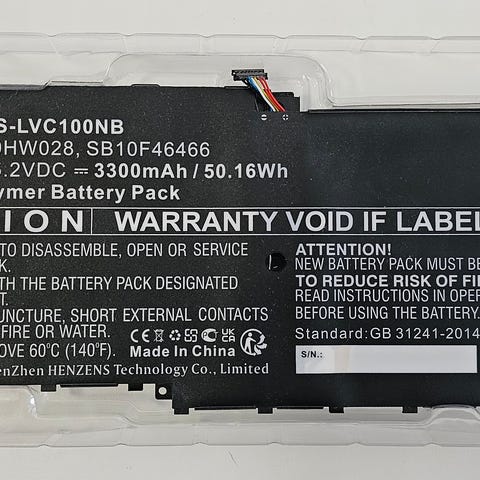 S-LVC100NB
0HW028, SB10F46466
5.2VDC ⎓ 3300mAh / 50.16Wh
ymer Battery Pack
ION WARRANTY VOID IF LABEL
TO DISASSEMBLE, OPEN OR SERVICE
K.
TH THE BATTERY PACK DESIGNATED
T.
UNCTURE, SHORT EXTERNAL CONTACTS
FIRE OR WATER.
OVE 60°C (140°F).
Made In China
enZhen HENZENS Technology Co., Limited
ATTENTION!
NEW BATTERY PACK MUST BE
TO REDUCE RISK OF FI
READ INSTRUCTIONS IN OPER
BEFORE USING THE BATTERY.
Standard:GB 31241-2014
S/N.: